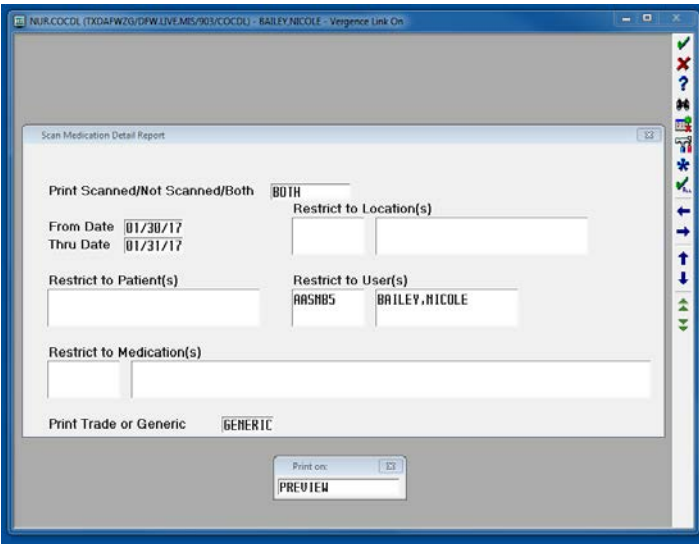 NUR.COCDL (TXDAFWZG/DFW.LIVE.MIS/903/COCDL) - BAILEY,NICOLE - Vergence Link On
Scan Medication Detail Report
Print Scanned/Not Scanned/Both BOTH
Restrict to Location(s)
From Date 01/30/17
Thru Date 01/31/17
Restrict to Patient(s) Restrict to User(s)
AASNB5 BAILEY,NICOLE
Restrict to Medication(s)
Print Trade or Generic GENERIC
Print on:
PREVIEW